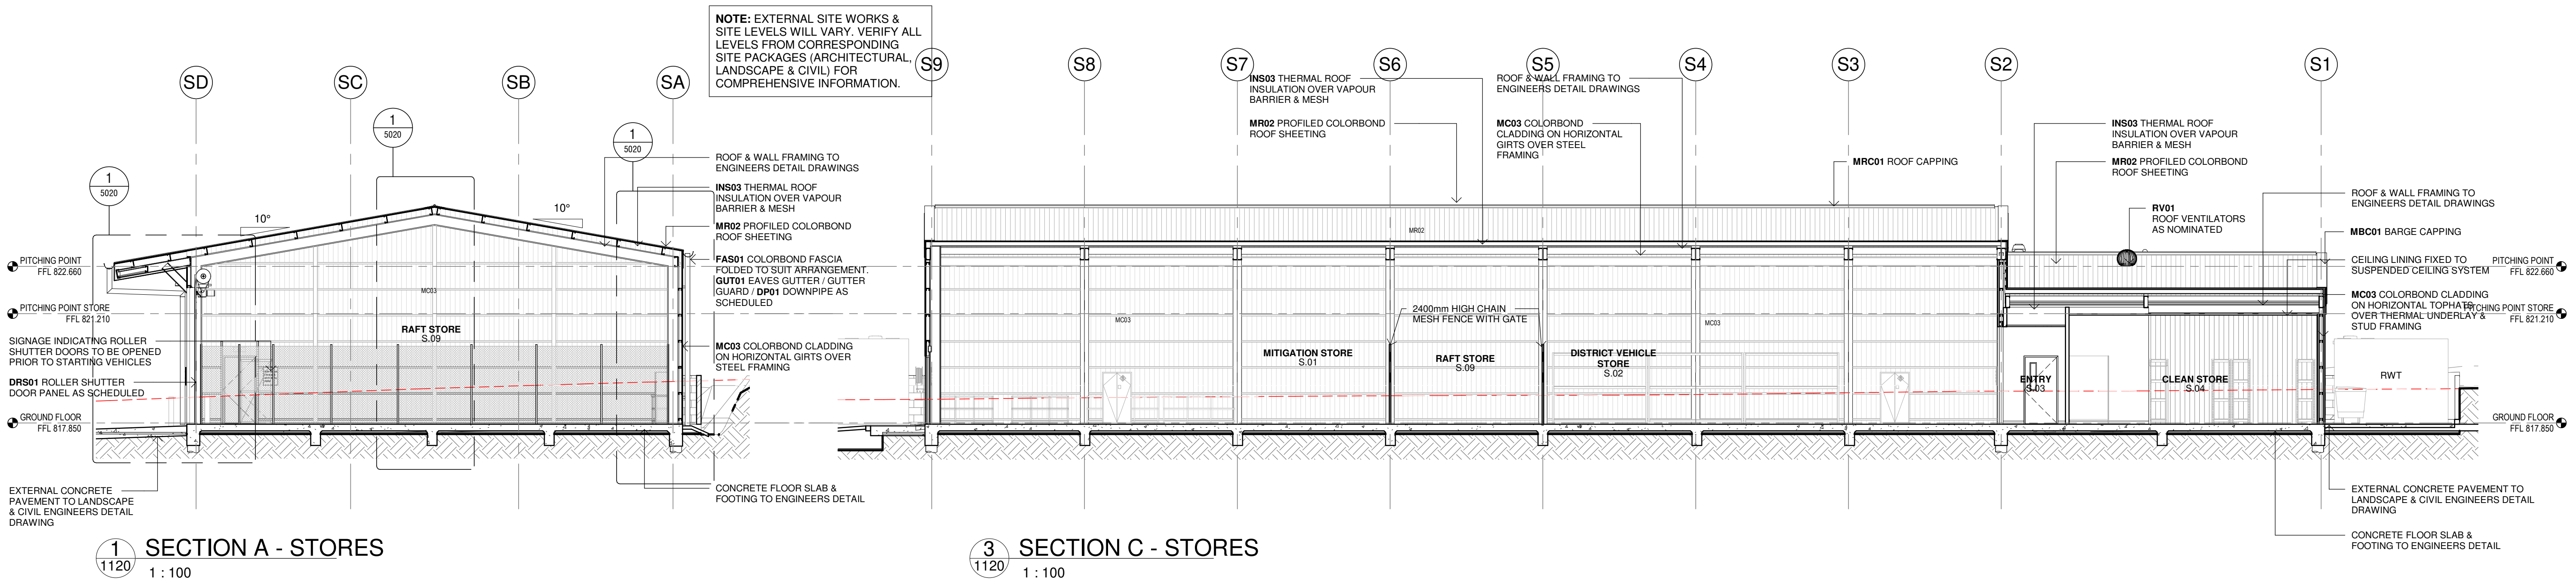 NOTE: EXTERNAL SITE WORKS &
SITE LEVELS WILL VARY. VERIFY ALL
LEVELS FROM CORRESPONDING
SITE PACKAGES (ARCHITECTURAL,
LANDSCAPE & CIVIL) FOR
COMPREHENSIVE INFORMATION.
SD
SC
SB
SA
1
5020
1
5020
1
5020
10°
10°
ROOF & WALL FRAMING TO
ENGINEERS DETAIL DRAWINGS
INS03 THERMAL ROOF
INSULATION OVER VAPOUR
BARRIER & MESH
MR02 PROFILED COLORBOND
ROOF SHEETING
FAS01 COLORBOND FASCIA
FOLDED TO SUIT ARRANGEMENT.
GUT01 EAVES GUTTER / GUTTER
GUARD / DP01 DOWNPIPE AS
SCHEDULED
MC03 COLORBOND CLADDING
ON HORIZONTAL GIRTS OVER
STEEL FRAMING
CONCRETE FLOOR SLAB &
FOOTING TO ENGINEERS DETAIL
PITCHING POINT
FFL 822.660
PITCHING POINT STORE
FFL 821.210
SIGNAGE INDICATING ROLLER
SHUTTER DOORS TO BE OPENED
PRIOR TO STARTING VEHICLES
DRS01 ROLLER SHUTTER
DOOR PANEL AS SCHEDULED
GROUND FLOOR
FFL 817.850
EXTERNAL CONCRETE
PAVEMENT TO LANDSCAPE
& CIVIL ENGINEERS DETAIL
DRAWING
MC03
RAFT STORE
S.09
1
1120
SECTION A - STORES
1 : 100
S9
S8
S7
S6
S5
S4
S3
S2
S1
INS03 THERMAL ROOF
INSULATION OVER VAPOUR
BARRIER & MESH
MR02 PROFILED COLORBOND
ROOF SHEETING
ROOF & WALL FRAMING TO
ENGINEERS DETAIL DRAWINGS
MC03 COLORBOND
CLADDING ON HORIZONTAL
GIRTS OVER STEEL
FRAMING
MRC01 ROOF CAPPING
INS03 THERMAL ROOF
INSULATION OVER VAPOUR
BARRIER & MESH
MR02 PROFILED COLORBOND
ROOF SHEETING
RV01
ROOF VENTILATORS
AS NOMINATED
ROOF & WALL FRAMING TO
ENGINEERS DETAIL DRAWINGS
MBC01 BARGE CAPPING
CEILING LINING FIXED TO
SUSPENDED CEILING SYSTEM
MC03 COLORBOND CLADDING
ON HORIZONTAL TOPHATS
OVER THERMAL UNDERLAY &
STUD FRAMING
PITCHING POINT
FFL 822.660
PITCHING POINT STORE
FFL 821.210
GROUND FLOOR
FFL 817.850
MR02
MC03
MC03
2400mm HIGH CHAIN
MESH FENCE WITH GATE
MITIGATION STORE
S.01
RAFT STORE
S.09
DISTRICT VEHICLE
STORE
S.02
ENTRY
S.03
CLEAN STORE
S.04
RWT
EXTERNAL CONCRETE PAVEMENT TO
LANDSCAPE & CIVIL ENGINEERS DETAIL
DRAWING
CONCRETE FLOOR SLAB &
FOOTING TO ENGINEERS DETAIL
3
1120
SECTION C - STORES
1 : 100